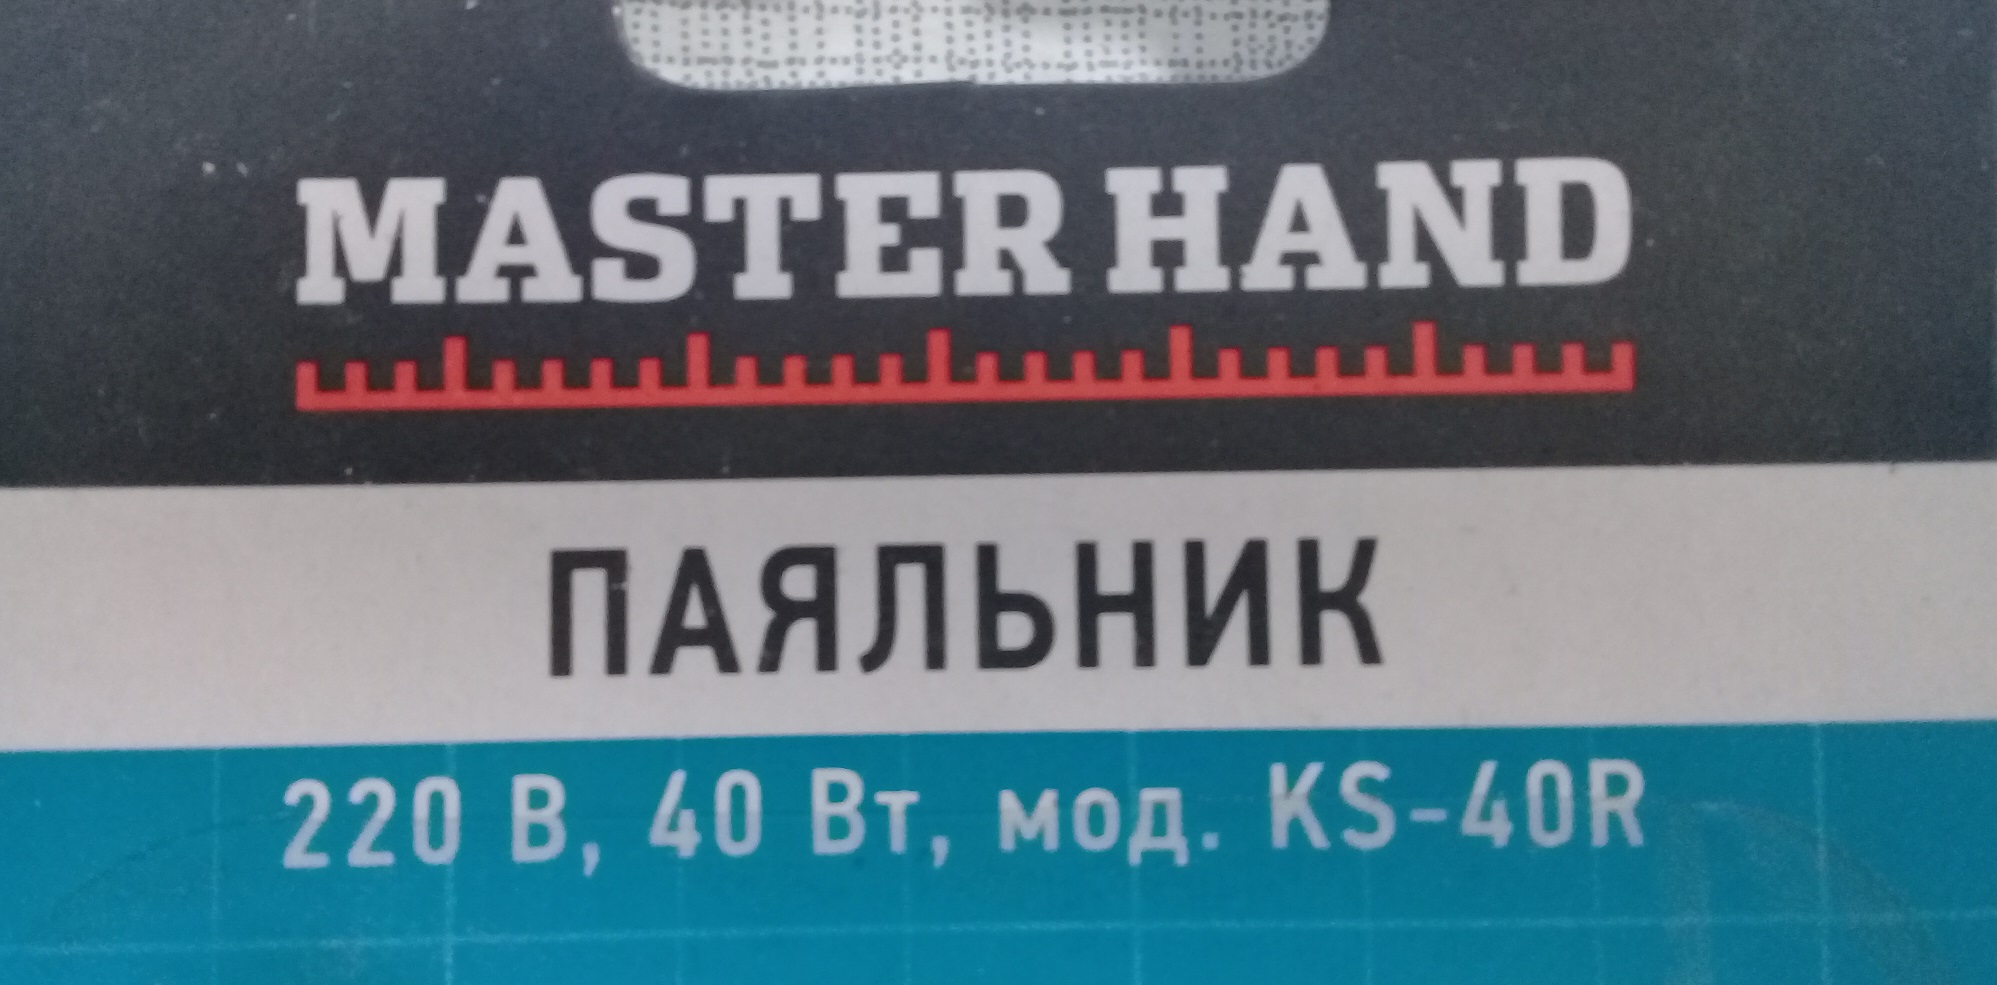 MASTER HAND
ПАЯЛЬНИК
220 В, 40 Вт, мод. KS-40R